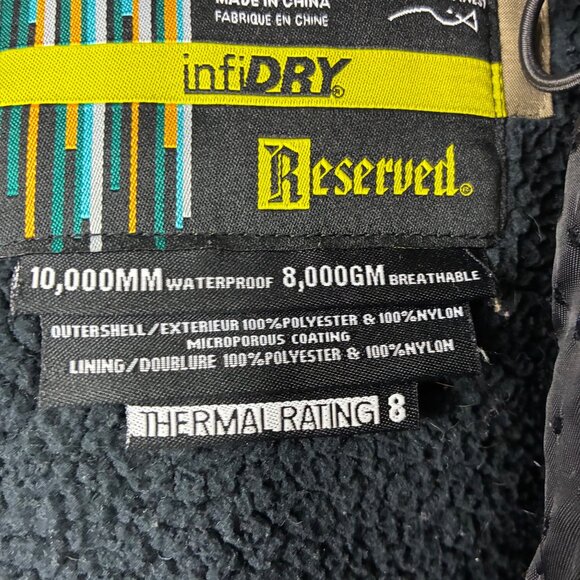 MADE IN CHINA
FABRIQUE EN CHINE
infiDRY®
Reserved®
10,000MM WATERPROOF 8,000GM BREATHABLE
OUTERSHELL/EXTERIEUR 100%POLYESTER & 100%NYLON
MICROPOROUS COATING
LINING/DOUBLURE 100%POLYESTER & 100%NYLON
THERMAL RATING 8